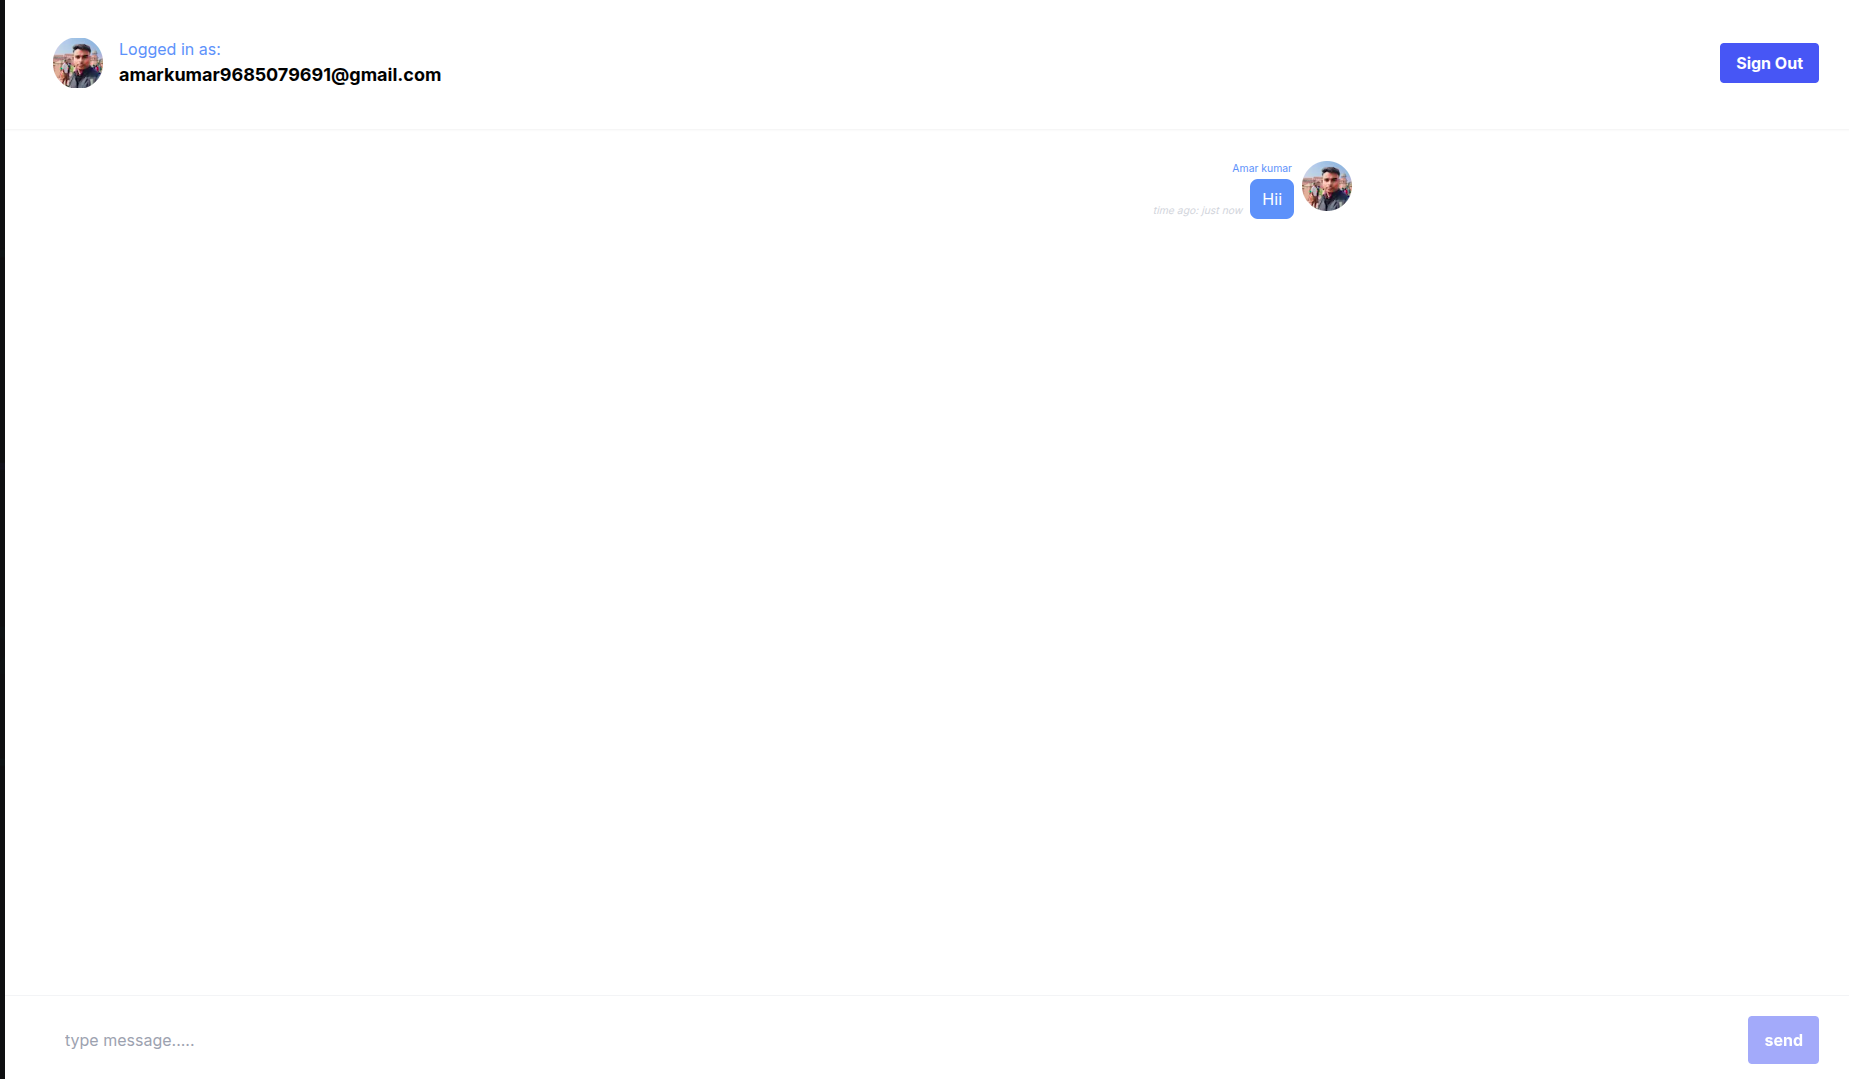 Logged in as:
amarkumar9685079691@gmail.com
Sign Out
Amar kumar
Hii
time ago: just now
type message.....
send